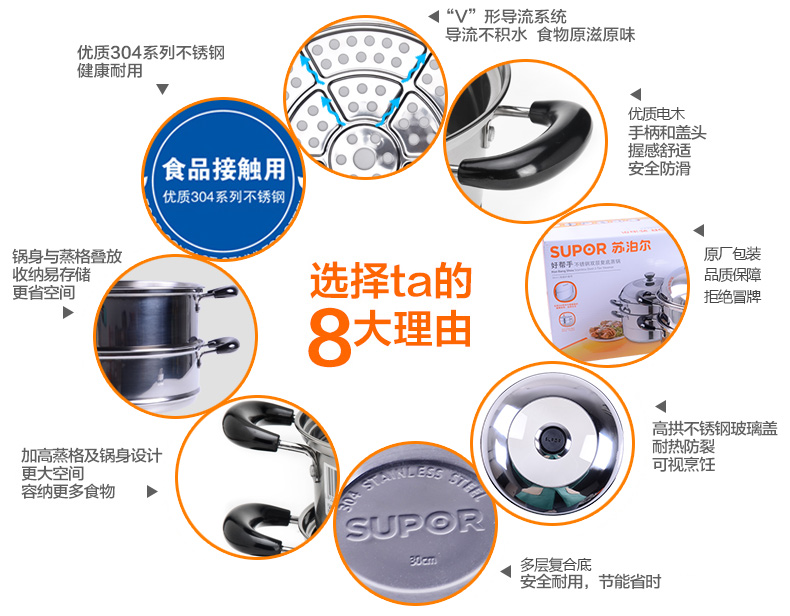 “V”形导流系统
导流不积水 食物原滋原味
优质304系列不锈钢
健康耐用
优质电木
手柄和盖头
握感舒适
安全防滑
食品接触用
优质304系列不锈钢
原厂包装
品质保障
拒绝冒牌
SUPOR 苏泊尔
好帮手
锅身与蒸格叠放
收纳易存储
更省空间
选择ta的
8大理由
高拱不锈钢玻璃盖
耐热防裂
可视烹饪
加高蒸格及锅身设计
更大空间
容纳更多食物
304 STAINLESS STEEL
SUPOR
30cm
多层复合底
安全耐用，节能省时